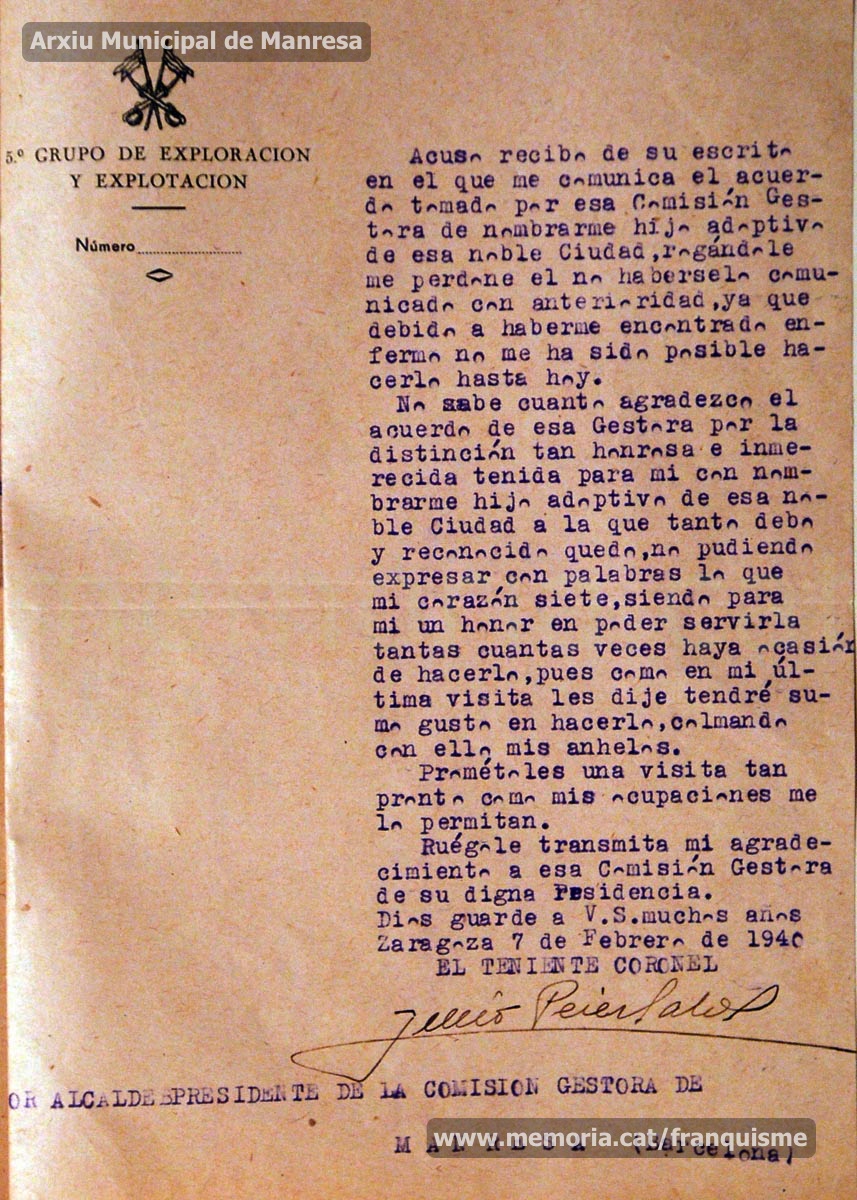 Arxiu Municipal de Manresa
5.º GRUPO DE EXPLORACION
Y EXPLOTACION
Número
Acuso recibo de su escrito
en el que me comunica el acuer-
do tomado por esa Comisión Ges-
tora de nombrarme hijo adoptivo
de esa noble Ciudad,rogándole
me perdone el no haberselo comu-
nicado con anterioridad,ya que
debido a haberme encontrado en-
fermo no me ha sido posible ha-
cerlo hasta hoy.
No sabe cuanto agradezco el
acuerdo de esa Gestora por la
distinción tan honrosa e inme-
recida tenida para mi con nom-
brarme hijo adoptivo de esa no-
ble Ciudad a la que tanto debo
y reconocido quedo,no pudiendo
expresar con palabras lo que
mi corazón siete,siendo para
mi un honor en poder servirla
tantas cuantas veces haya ocasión
de hacerlo,pues como en mi úl-
tima visita les dije tendré su-
mo gusto en hacerlo,colmando
con ello mis anhelos.
Prométoles una visita tan
pronto como mis ocupaciones me
lo permitan.
Ruégole transmita mi agrade-
cimiento a esa Comisión Gestora
de su digna Presidencia.
Dios guarde a V.S.muchos años
Zaragoza 7 de Febrero de 1940
EL TENIENTE CORONEL
OR ALCALDE PRESIDENTE DE LA COMISION GESTORA DE
www.memoria.cat/franquisme
(Barcelona)